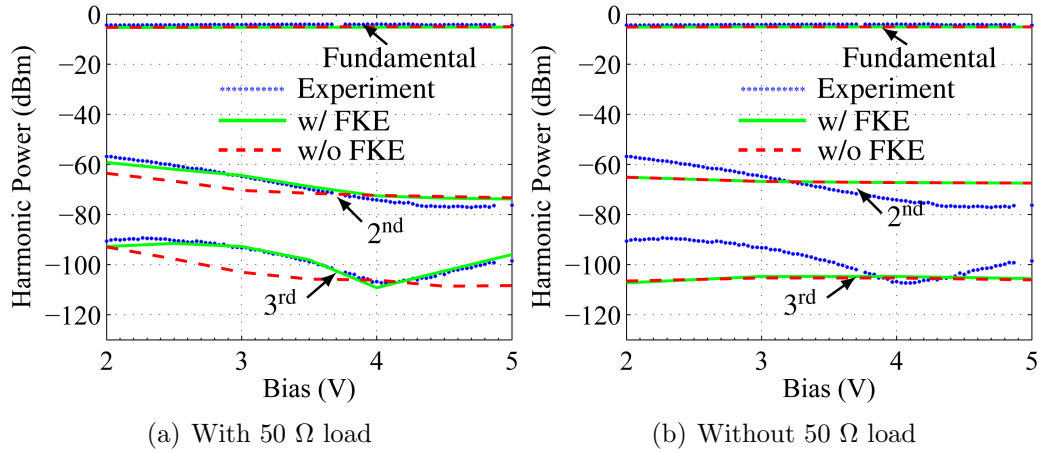 0
−20
−40
−60
−80
−100
−120
Harmonic Power (dBm)
Fundamental
Experiment
w/ FKE
w/o FKE
2nd
3rd
2
3
4
5
Bias (V)
(a) With 50 Ω load
0
−20
−40
−60
−80
−100
−120
Harmonic Power (dBm)
Fundamental
Experiment
w/ FKE
w/o FKE
2nd
3rd
2
3
4
5
Bias (V)
(b) Without 50 Ω load